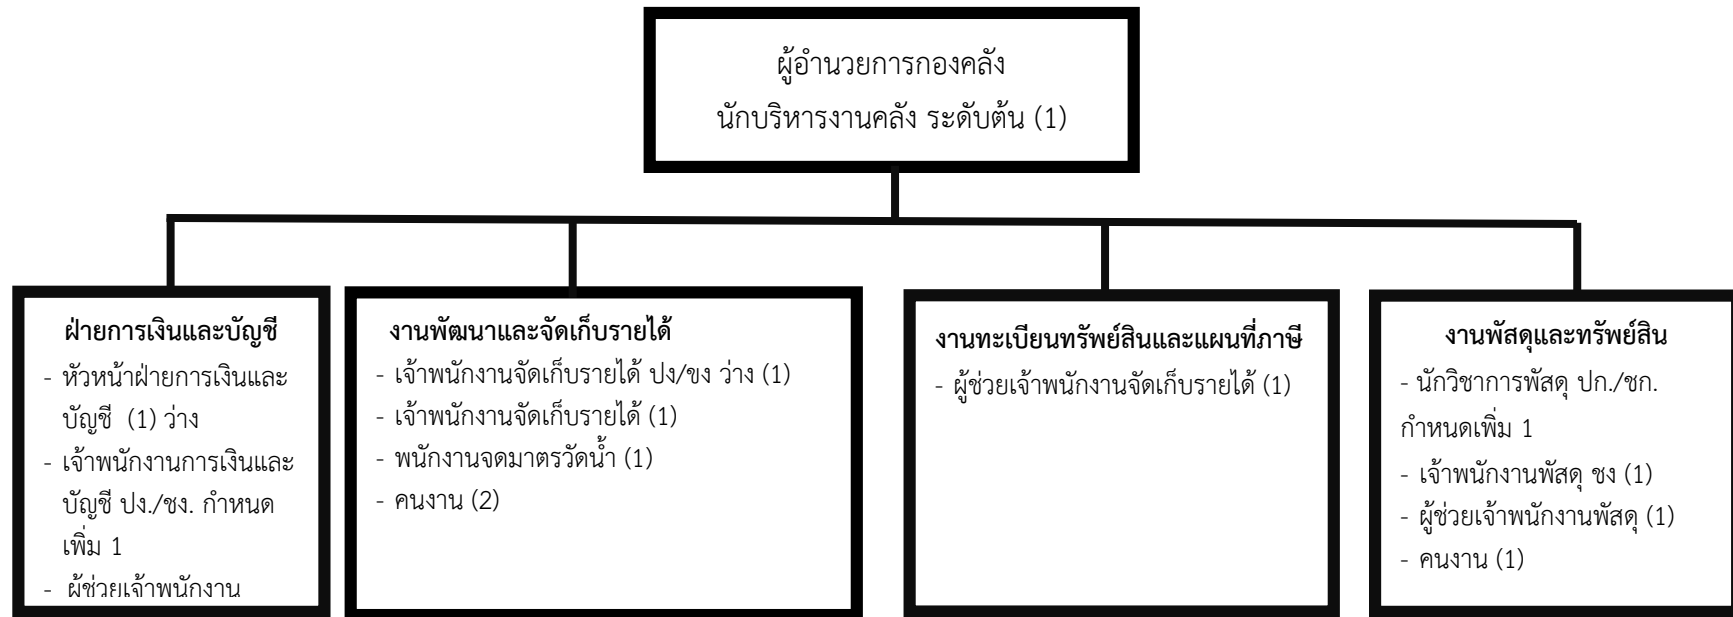 ผู้อำนวยการกองคลัง
นักบริหารงานคลัง ระดับต้น (1)
ฝ่ายการเงินและบัญชี
- หัวหน้าฝ่ายการเงินและ
บัญชี (1) ว่าง
- เจ้าพนักงานการเงินและ
บัญชี ปง./ชง. กำหนด
เพิ่ม 1
- ผู้ช่วยเจ้าพนักงาน
งานพัฒนาและจัดเก็บรายได้
- เจ้าพนักงานจัดเก็บรายได้ ปง/ขง ว่าง (1)
- เจ้าพนักงานจัดเก็บรายได้ (1)
- พนักงานจดมาตรวัดน้ำ (1)
- คนงาน (2)
งานทะเบียนทรัพย์สินและแผนที่ภาษี
- ผู้ช่วยเจ้าพนักงานจัดเก็บรายได้ (1)
งานพัสดุและทรัพย์สิน
- นักวิชาการพัสดุ ปก./ชก.
กำหนดเพิ่ม 1
- เจ้าพนักงานพัสดุ ชง (1)
- ผู้ช่วยเจ้าพนักงานพัสดุ (1)
- คนงาน (1)